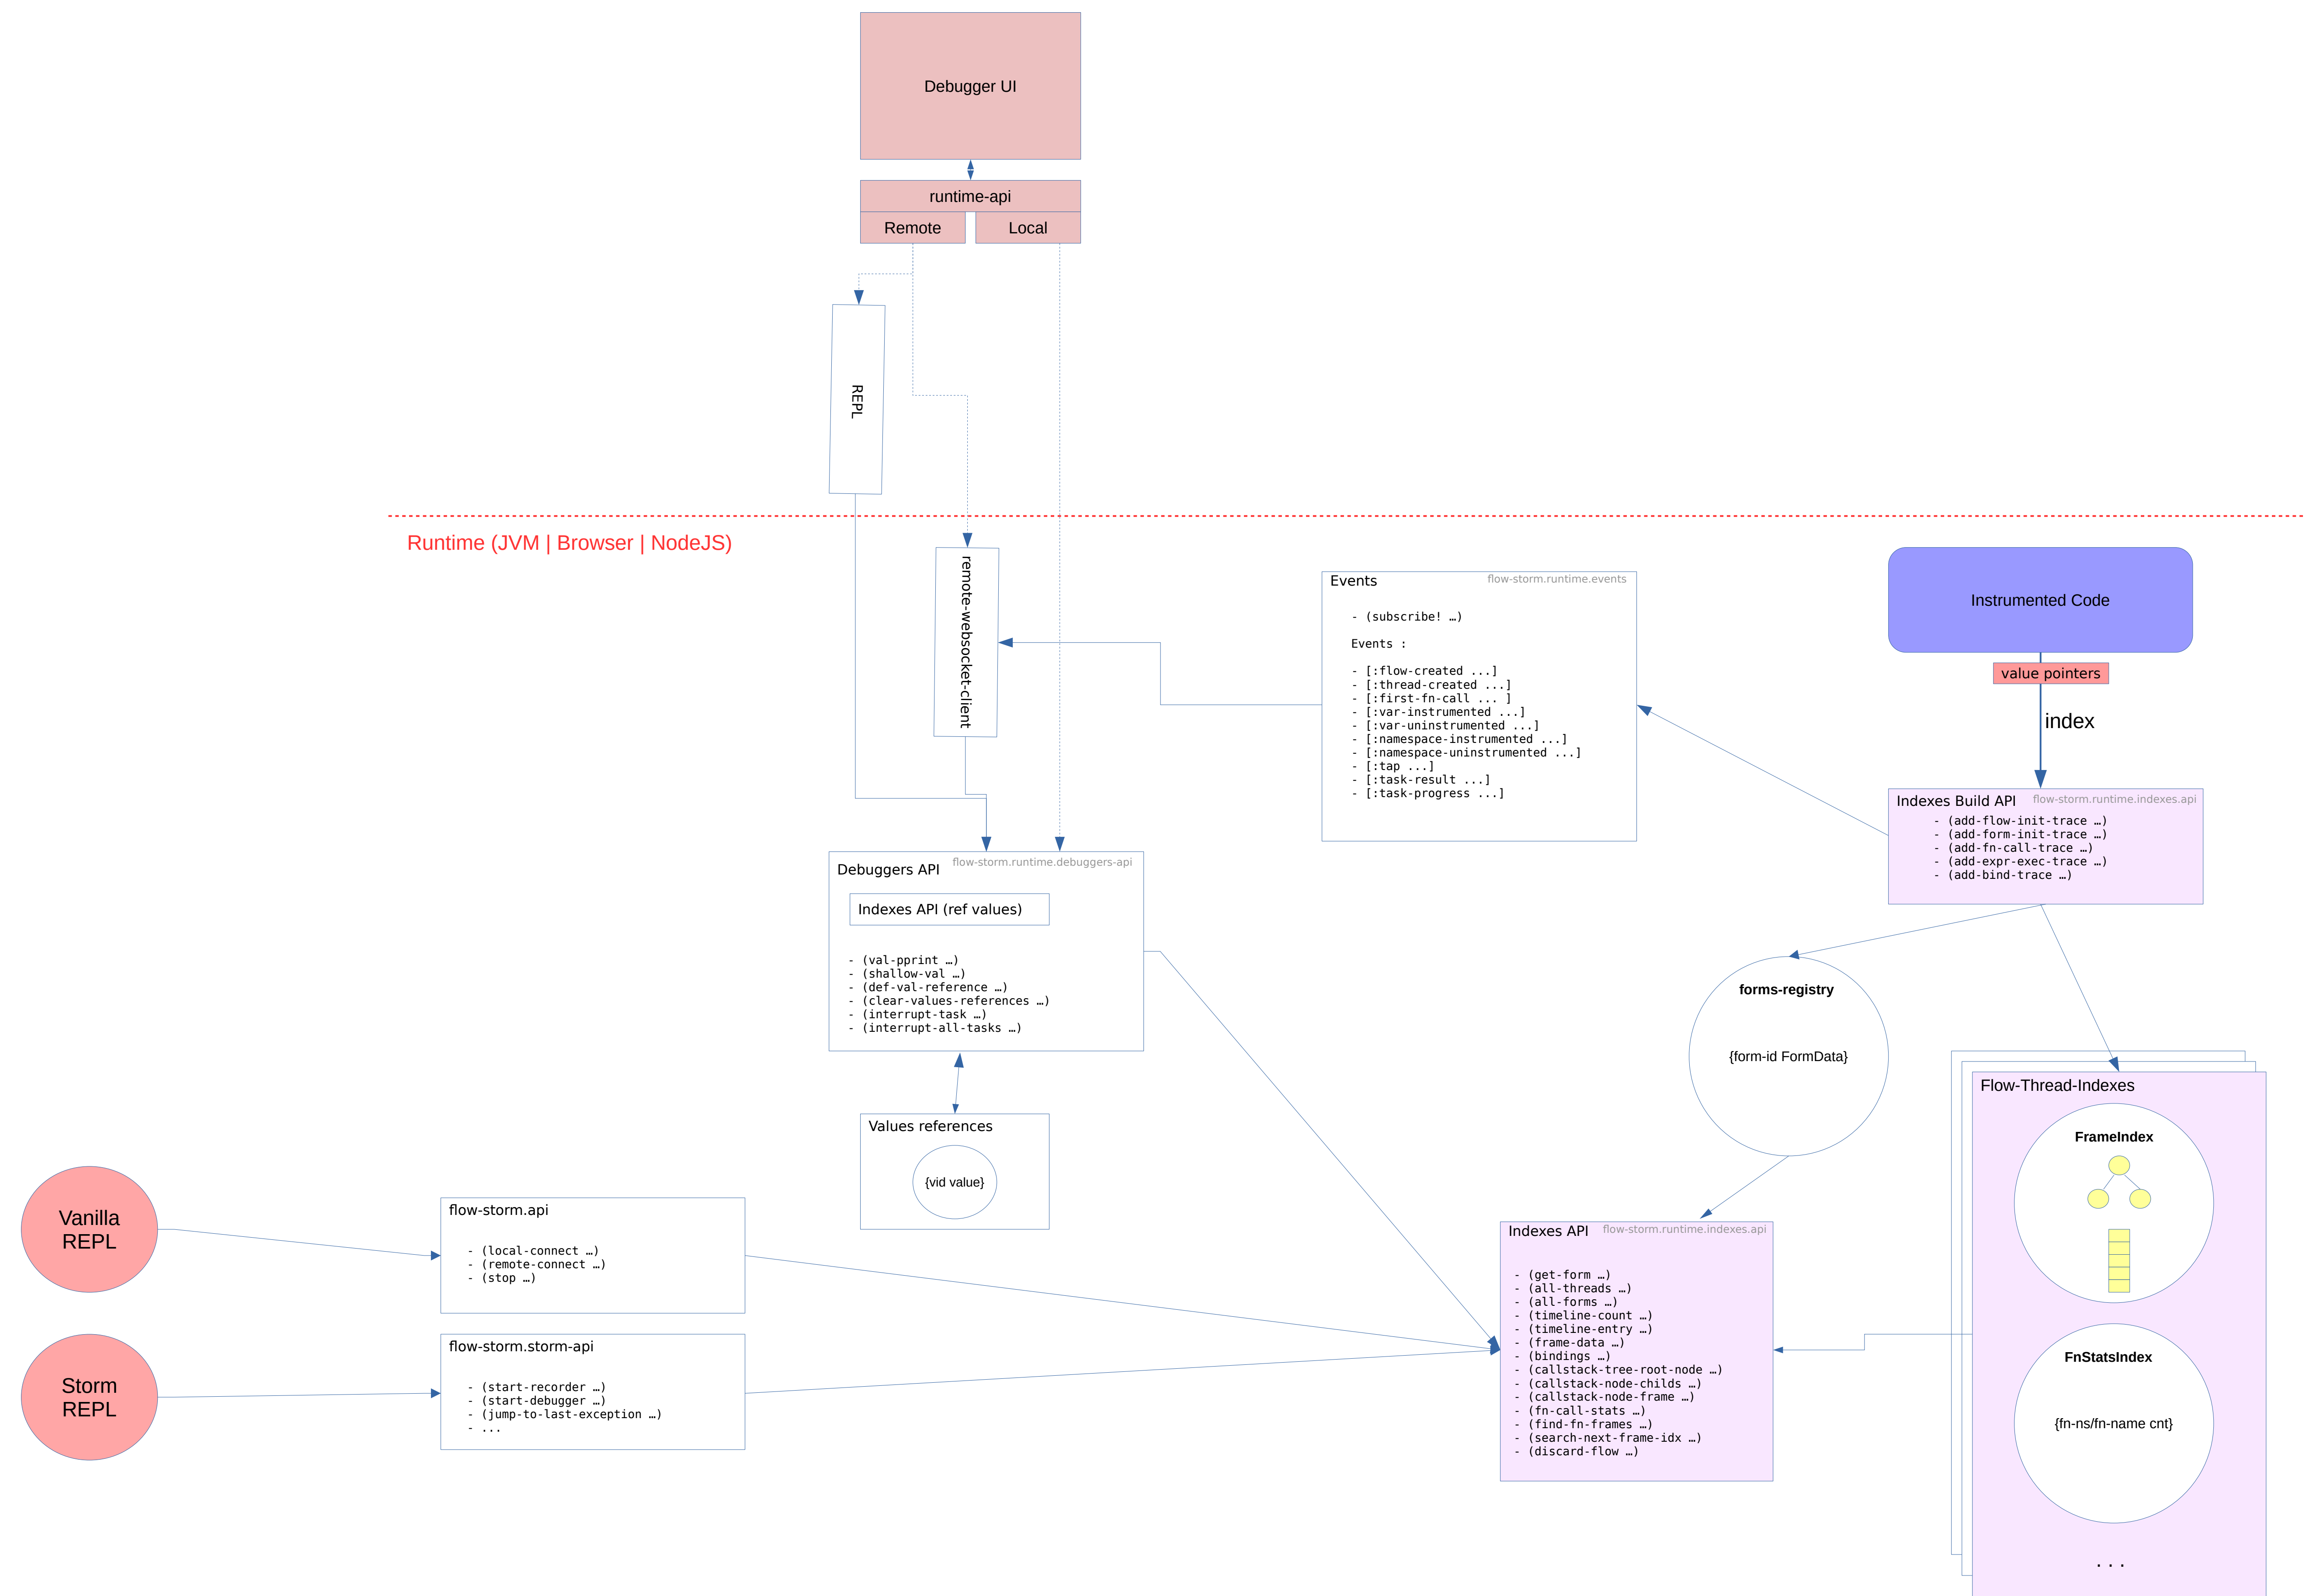 Debugger UI
runtime-api
Remote
Local
REPL
Runtime (JVM | Browser | NodeJS)
remote-websocket-client
Events
flow-storm.runtime.events
- (subscribe! …)
Events :
- [:flow-created ...]
- [:thread-created ...]
- [:first-fn-call ... ]
- [:var-instrumented ...]
- [:var-uninstrumented ...]
- [:namespace-instrumented ...]
- [:namespace-uninstrumented ...]
- [:tap ...]
- [:task-result ...]
- [:task-progress ...]
Instrumented Code
value pointers
index
Indexes Build API
flow-storm.runtime.indexes.api
- (add-flow-init-trace …)
- (add-form-init-trace …)
- (add-fn-call-trace …)
- (add-expr-exec-trace …)
- (add-bind-trace …)
Debuggers API
flow-storm.runtime.debuggers-api
Indexes API (ref values)
- (val-pprint …)
- (shallow-val …)
- (def-val-reference …)
- (clear-values-references …)
- (interrupt-task …)
- (interrupt-all-tasks …)
Values references
{vid value}
forms-registry
{form-id FormData}
Flow-Thread-Indexes
FrameIndex
FnStatsIndex
{fn-ns/fn-name cnt}
. . .
Vanilla
REPL
flow-storm.api
- (local-connect …)
- (remote-connect …)
- (stop …)
Storm
REPL
flow-storm.storm-api
- (start-recorder …)
- (start-debugger …)
- (jump-to-last-exception …)
- ...
Indexes API
flow-storm.runtime.indexes.api
- (get-form …)
- (all-threads …)
- (all-forms …)
- (timeline-count …)
- (timeline-entry …)
- (frame-data …)
- (bindings …)
- (callstack-tree-root-node …)
- (callstack-node-childs …)
- (callstack-node-frame …)
- (fn-call-stats …)
- (find-fn-frames …)
- (search-next-frame-idx …)
- (discard-flow …)